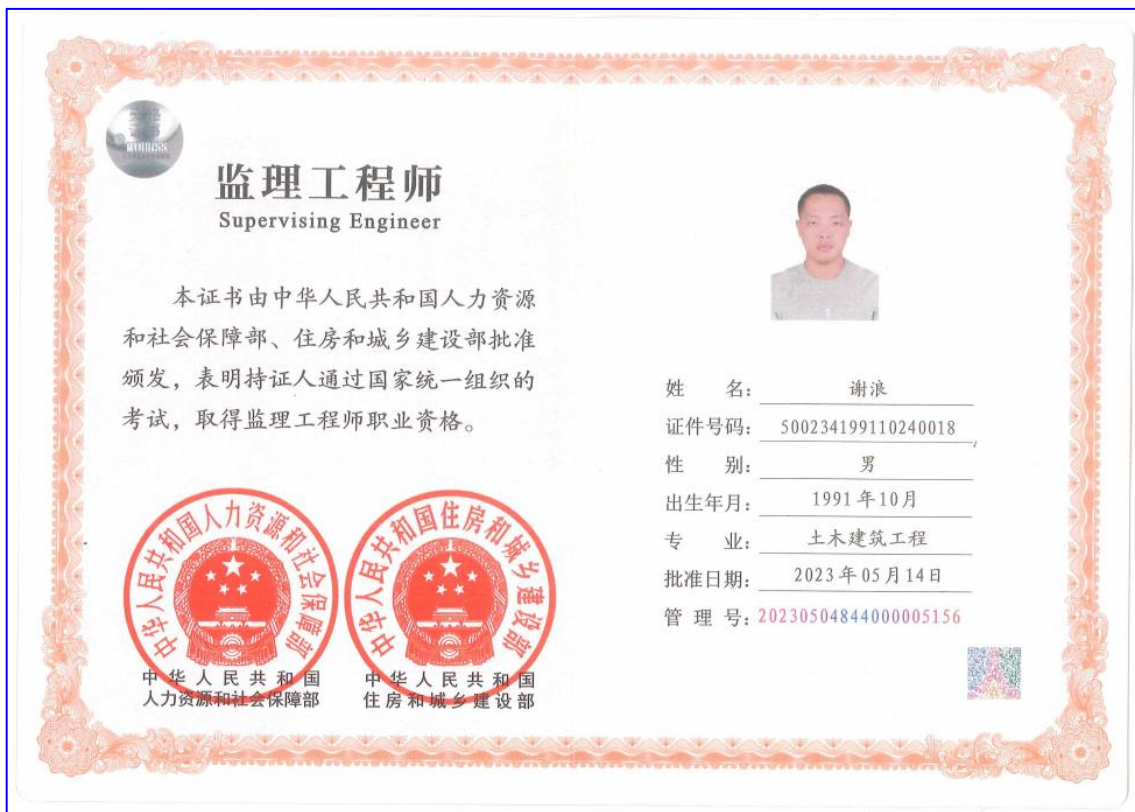 监理工程师
Supervising Engineer
本证书由中华人民共和国人力资源
和社会保障部、住房和城乡建设部批准
颁发，表明持证人通过国家统一组织的
考试，取得监理工程师职业资格。
中华人民共和国人力资源和社会保障部
中华人民共和国住房和城乡建设部
中华人民共和国
人力资源和社会保障部
中华人民共和国
住房和城乡建设部
姓 名：谢浪
证件号码：500234199110240018
性 别：男
出生年月：1991年10月
专 业：土木建筑工程
批准日期：2023年05月14日
管 理 号：20230504844000005156